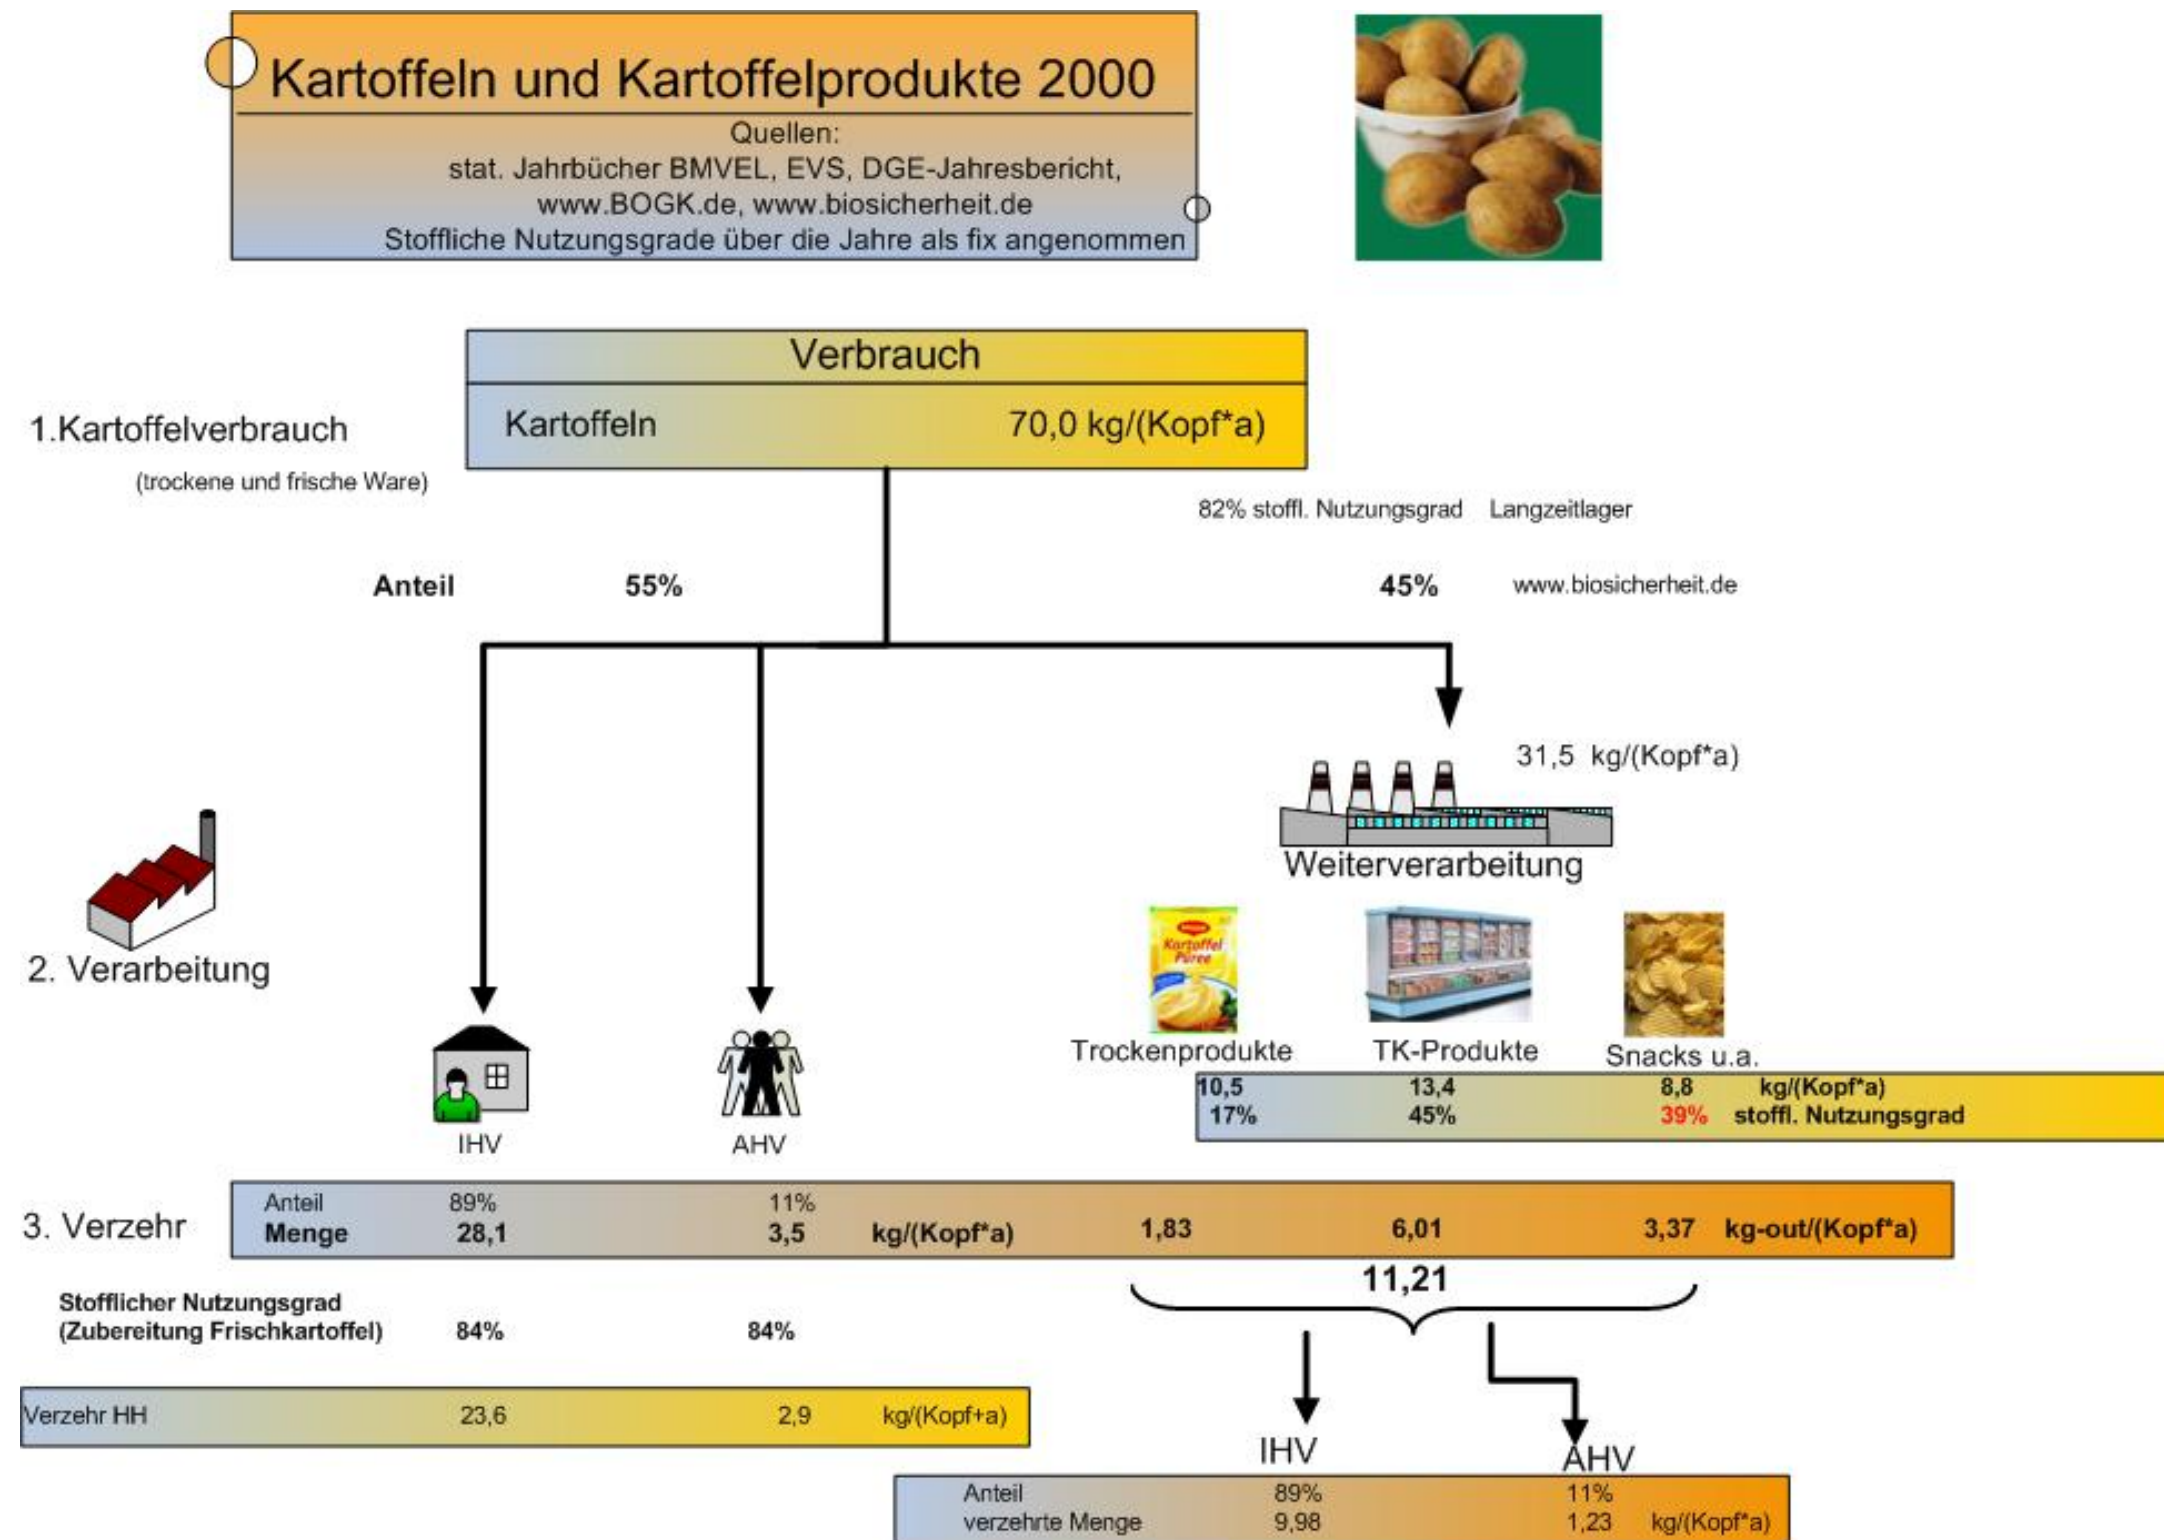 Kartoffeln und Kartoffelprodukte 2000
Quellen:
stat. Jahrbücher BMVEL, EVS, DGE-Jahresbericht,
www.BOGK.de, www.biosicherheit.de
Stoffliche Nutzungsgrade über die Jahre als fix angenommen
Verbrauch
1.Kartoffelverbrauch
Kartoffeln 70,0 kg/(Kopf*a)
(trockene und frische Ware)
82% stoffl. Nutzungsgrad Langzeitlager
Anteil 55% 45% www.biosicherheit.de
31,5 kg/(Kopf*a)
Weiterverarbeitung
2. Verarbeitung
Kartoffel
Püree
Trockenprodukte TK-Produkte Snacks u.a.
10,5 13,4 8,8 kg/(Kopf*a)
17% 45% 39% stoffl. Nutzungsgrad
IHV AHV
3. Verzehr
Anteil 89% 11%
Menge 28,1 3,5 kg/(Kopf*a) 1,83 6,01 3,37 kg-out/(Kopf*a)
11,21
Stofflicher Nutzungsgrad
(Zubereitung Frischkartoffel) 84% 84%
Verzehr HH 23,6 2,9 kg/(Kopf+a)
IHV AHV
Anteil 89% 11%
verzehrte Menge 9,98 1,23 kg/(Kopf*a)